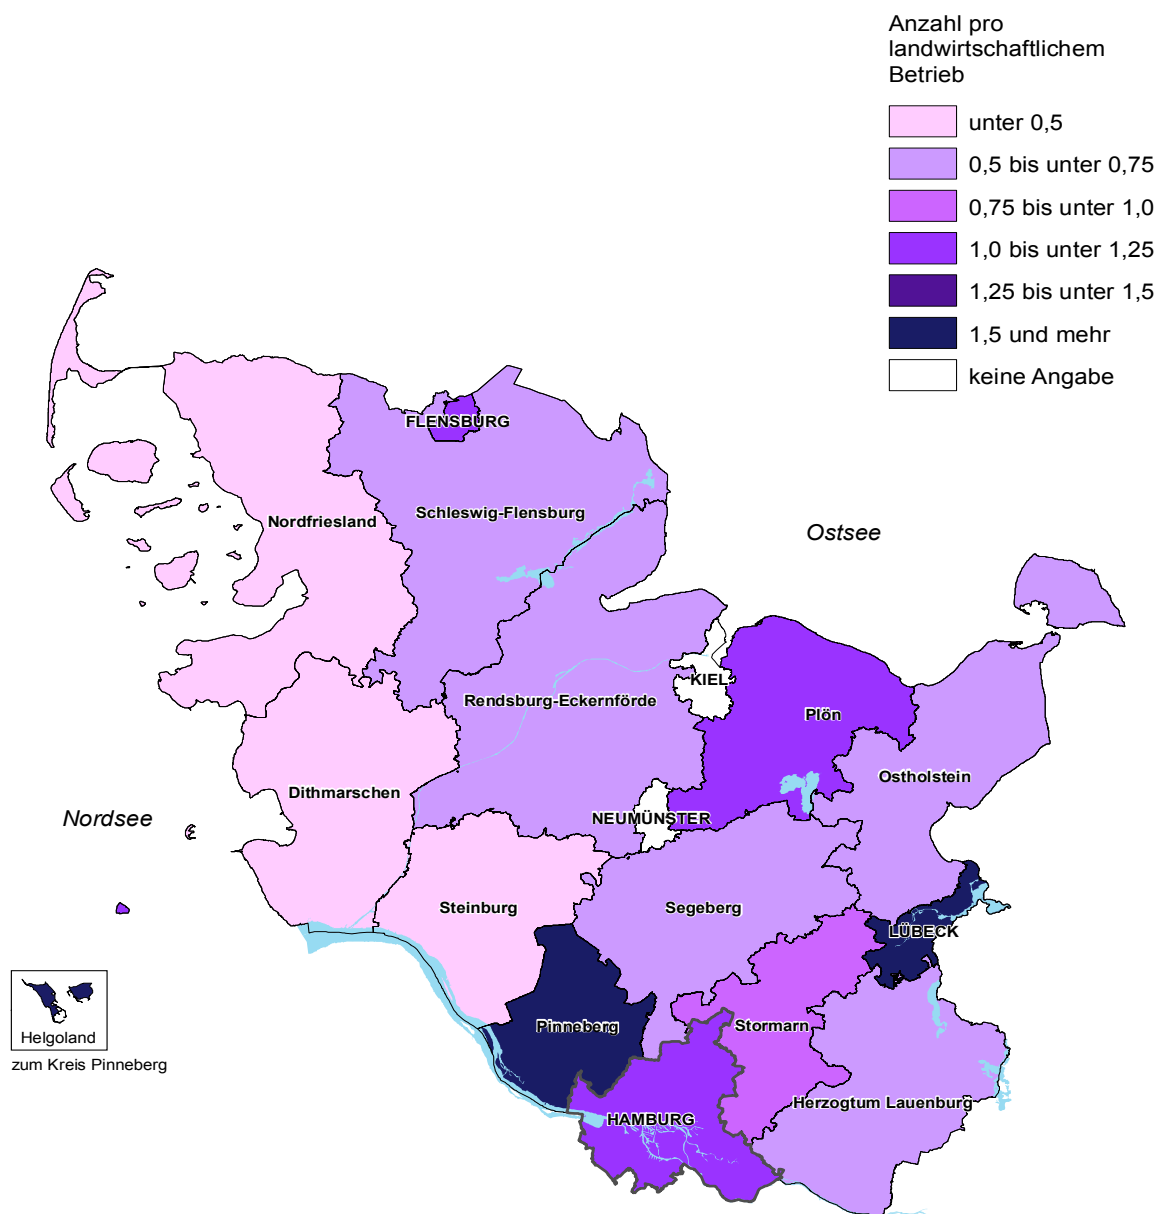 Anzahl pro
landwirtschaftlichem
Betrieb
unter 0,5
0,5 bis unter 0,75
0,75 bis unter 1,0
1,0 bis unter 1,25
1,25 bis unter 1,5
1,5 und mehr
keine Angabe
FLENSBURG
Schleswig-Flensburg
Nordfriesland
Ostsee
KIEL
Rendsburg-Eckernförde
Plön
Ostholstein
Dithmarschen
Nordsee
NEUMÜNSTER
Steinburg
Segeberg
LÜBECK
Pinneberg
Stormarn
Helgoland
zum Kreis Pinneberg
Herzogtum Lauenburg
HAMBURG